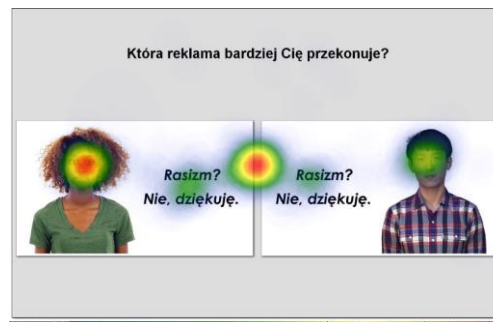 Która reklama bardziej Cię przekonuje?
Rasizm?
Nie, dziękuję.
Rasizm?
Nie, dziękuję.